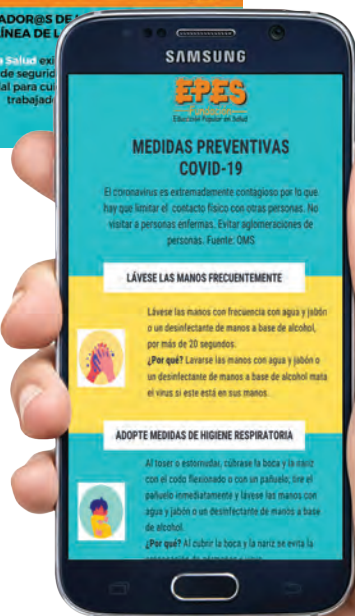 ADOR@S DE
LÍNEA DE L
Salud exi
de segurid
al para cui
trabajad
SAMSUNG
EPES
Fundación
Educación Popular en Salud
MEDIDAS PREVENTIVAS
COVID-19
El coronavirus es extremadamente contagioso por lo que
hay que limitar el contacto físico con otras personas. No
visitar a personas enfermas. Evitar aglomeraciones de
personas. Fuente: OMS
LÁVESE LAS MANOS FRECUENTEMENTE
Lávese las manos con frecuencia con agua y jabón
o un desinfectante de manos a base de alcohol,
por más de 20 segundos.
¿Por qué? Lavarse las manos con agua y jabón o
un desinfectante de manos a base de alcohol mata
el virus si este está en sus manos.
ADOPTE MEDIDAS DE HIGIENE RESPIRATORIA
Al toser o estornudar, cúbrase la boca y la nariz
con el codo flexionado o con un pañuelo; tire el
pañuelo inmediatamente y lávese las manos con
agua y jabón o un desinfectante de manos a base
de alcohol.
¿Por qué? Al cubrir la boca y la nariz se evita la